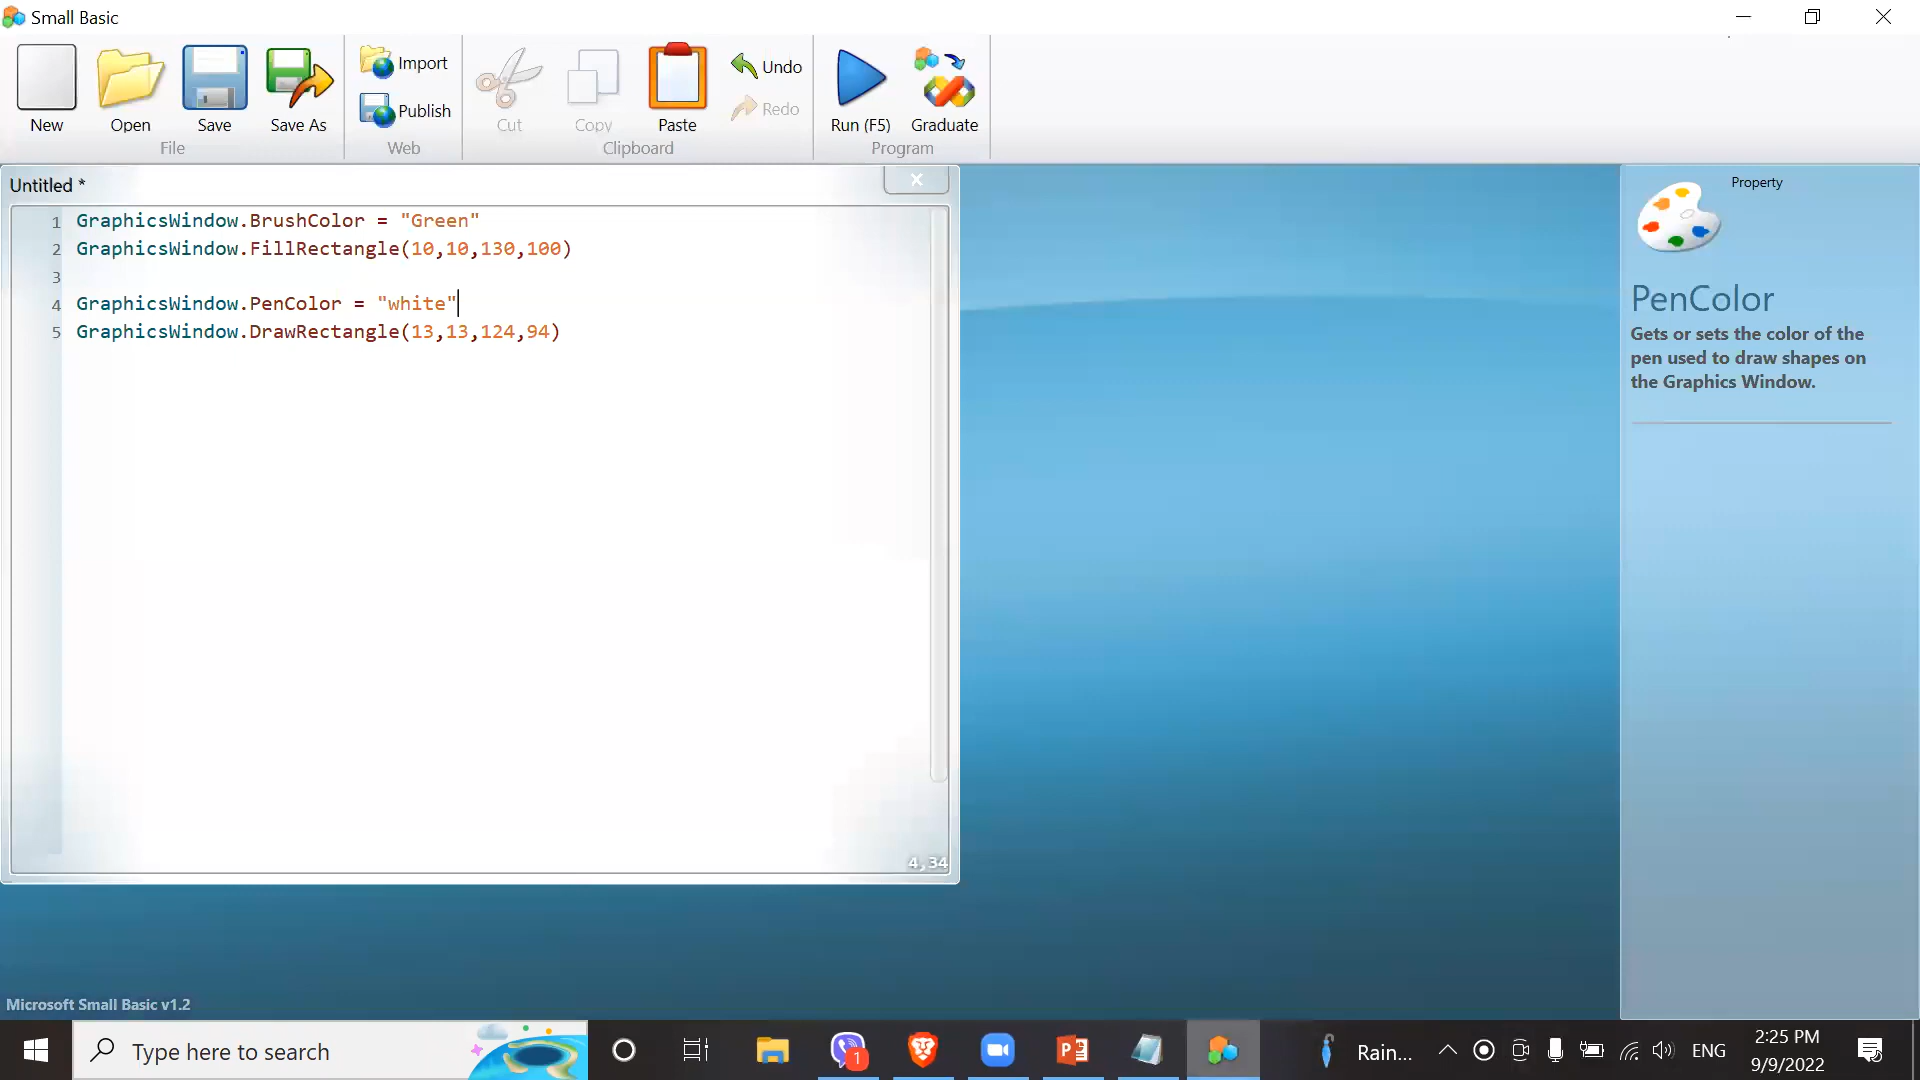 Small Basic
New
Open
Save
Save As
File
Import
Publish
Web
Cut
Copy
Paste
Undo
Redo
Clipboard
Run (F5)
Graduate
Program
Untitled *
1 GraphicsWindow.BrushColor = "Green"
2 GraphicsWindow.FillRectangle(10,10,130,100)
3
4 GraphicsWindow.PenColor = "white"
5 GraphicsWindow.DrawRectangle(13,13,124,94)
4,34
Property
PenColor
Gets or sets the color of the
pen used to draw shapes on
the Graphics Window.
Microsoft Small Basic v1.2
Type here to search
1
Rain...
ENG
2:25 PM
9/9/2022